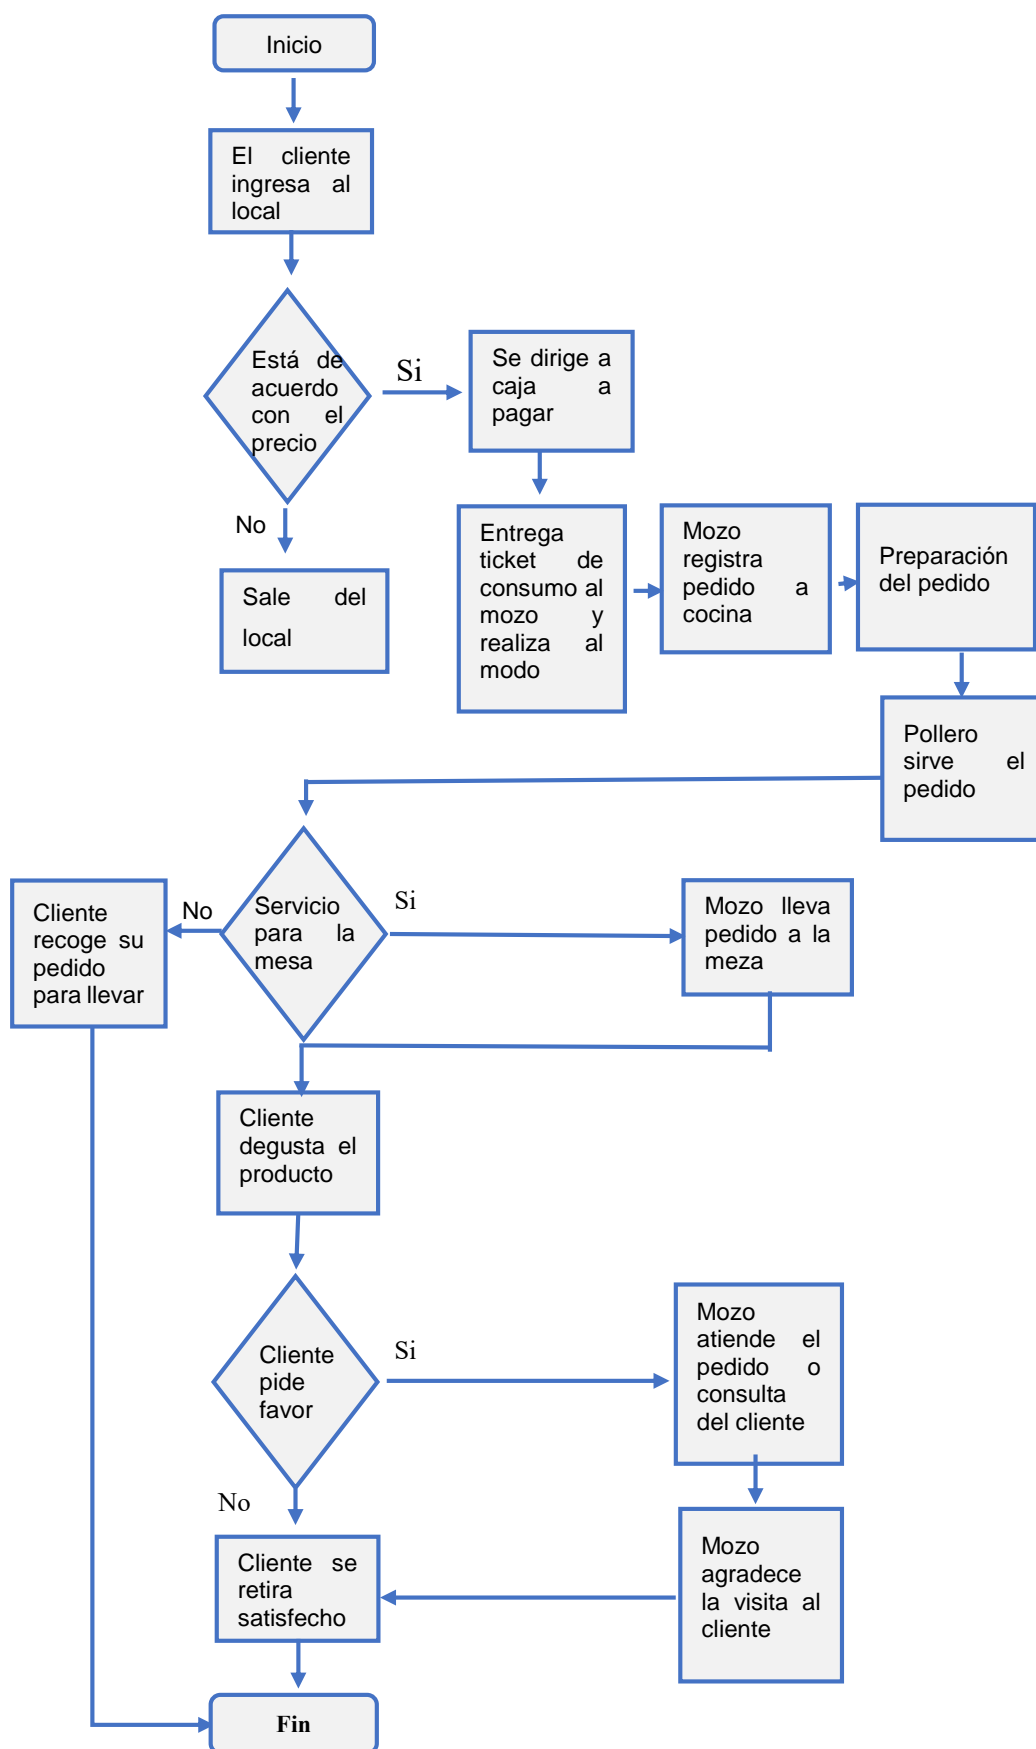 Inicio
El cliente
ingresa al
local
Está de
acuerdo
con el
precio
Si
Se dirige a
caja a
pagar
No
Sale del
local
Entrega
ticket de
consumo al
mozo y
realiza al
modo
Mozo
registra
pedido a
cocina
Preparación
del pedido
Pollero
sirve el
pedido
Servicio
para la
mesa
No
Cliente
recoge su
pedido
para llevar
Si
Mozo lleva
pedido a la
meza
Cliente
degusta el
producto
Cliente
pide
favor
Si
Mozo
atiende el
pedido o
consulta
del cliente
No
Cliente se
retira
satisfecho
Mozo
agradece
la visita al
cliente
Fin